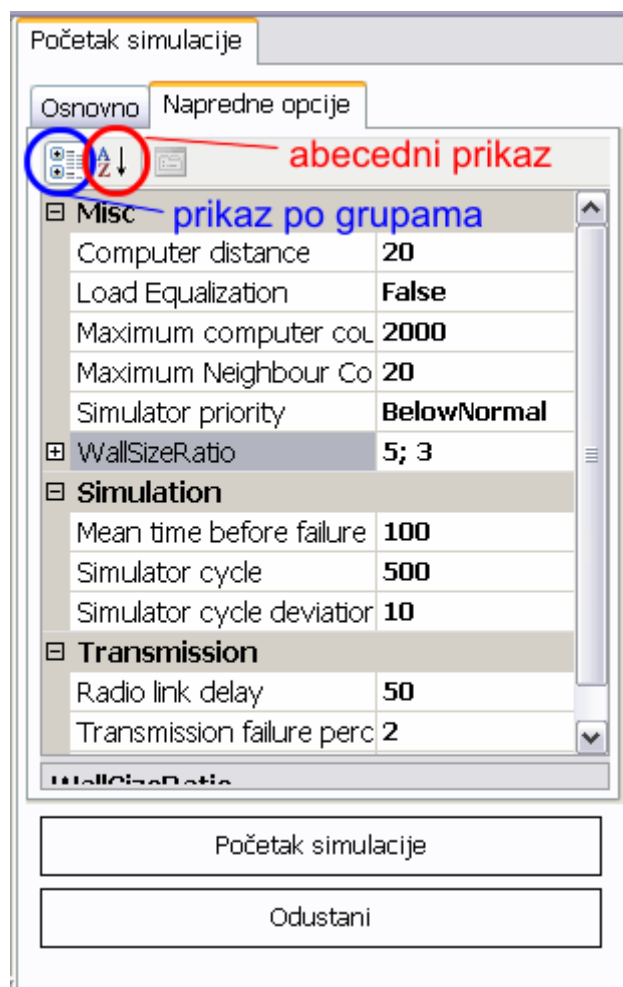 Početak simulacije
Osnovno Napredne opcije
abecedni prikaz
Misc prikaz po grupama
Computer distance 20
Load Equalization False
Maximum computer cou 2000
Maximum Neighbour Co 20
Simulator priority BelowNormal
WallSizeRatio 5; 3
Simulation
Mean time before failure 100
Simulator cycle 500
Simulator cycle deviation 10
Transmission
Radio link delay 50
Transmission failure perc 2
WallSizeRatio
Početak simulacije
Odustani